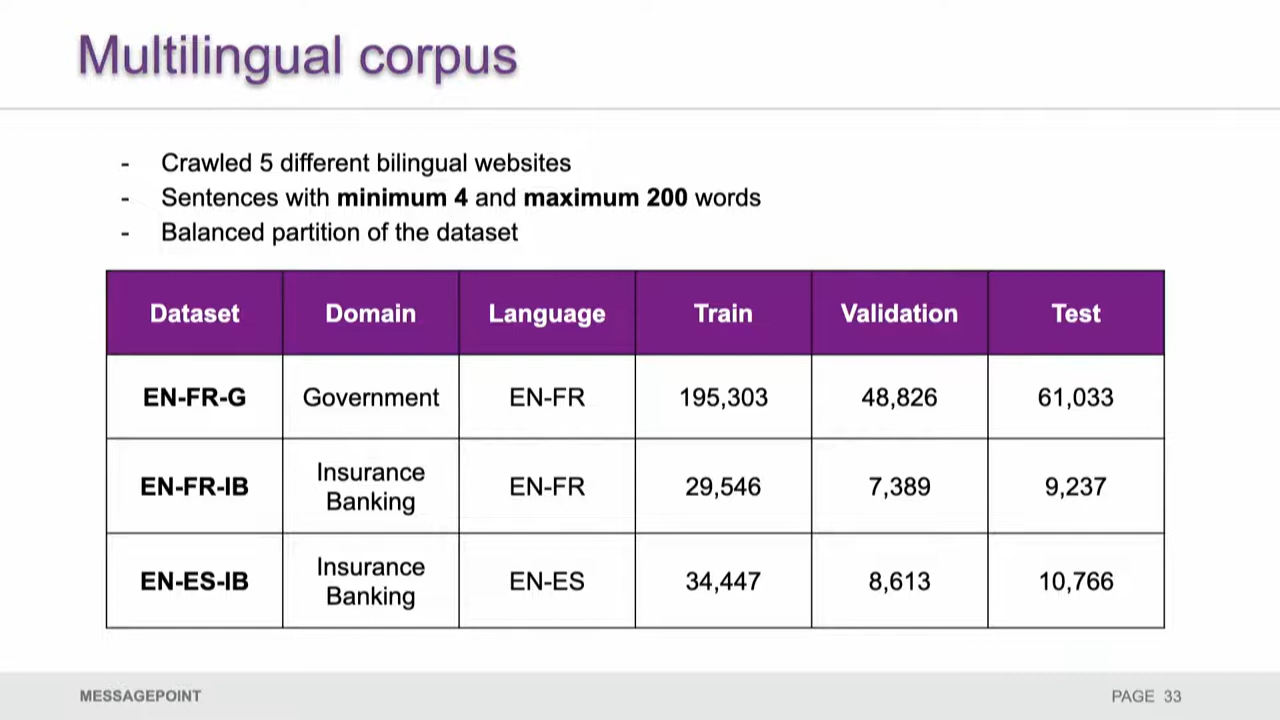 Multilingual corpus
- Crawled 5 different bilingual websites
- Sentences with minimum 4 and maximum 200 words
- Balanced partition of the dataset
Dataset Domain Language Train Validation Test
EN-FR-G Government EN-FR 195,303 48,826 61,033
EN-FR-IB Insurance Banking EN-FR 29,546 7,389 9,237
EN-ES-IB Insurance Banking EN-ES 34,447 8,613 10,766
MESSAGEPOINT PAGE 33